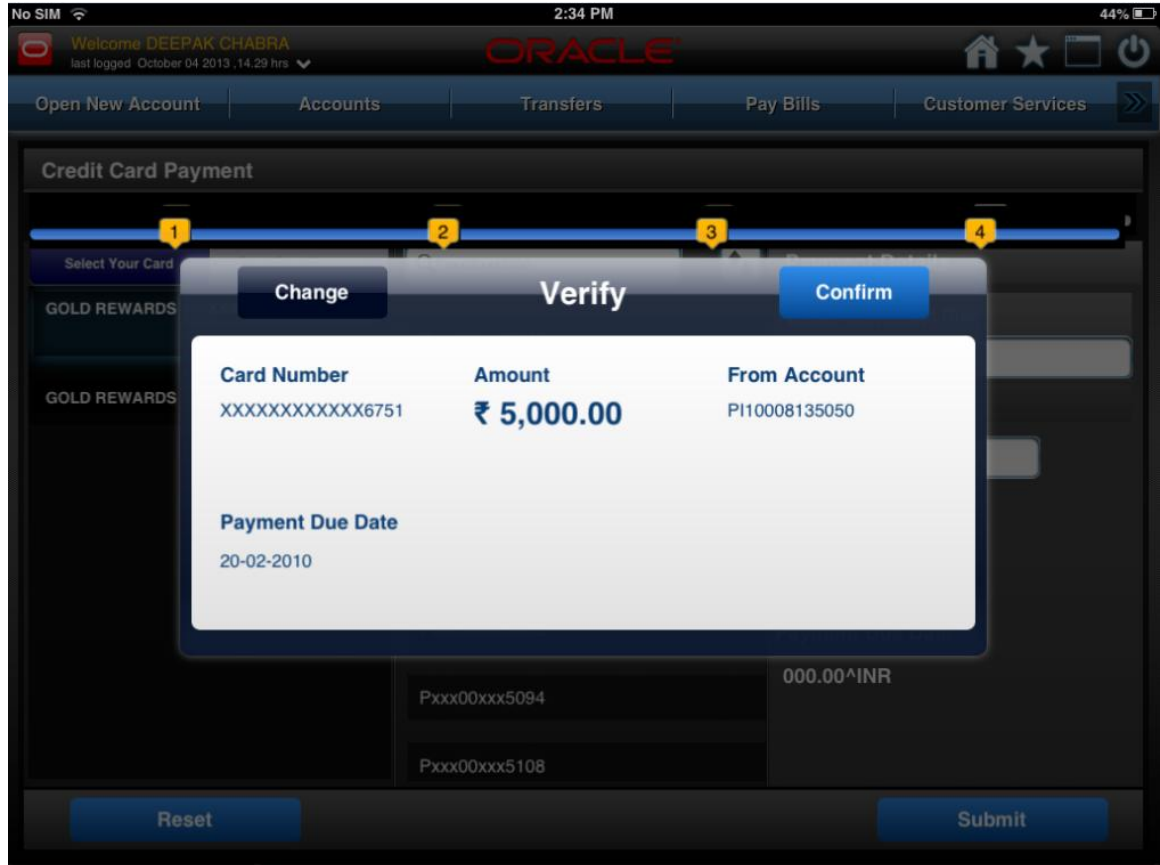 No SIM 2:34 PM 44%
Welcome DEEPAK CHABRA
last logged October 04 2013 ,14.29 hrs
ORACLE
Open New Account Accounts Transfers Pay Bills Customer Services
Credit Card Payment
1 2 3 4
Select Your Card
Change Verify Confirm
GOLD REWARDS
Card Number Amount From Account
XXXXXXXXXXXX6751 ₹ 5,000.00 PI10008135050
GOLD REWARDS
Payment Due Date
20-02-2010
000.00^INR
Pxxx00xxx5094
Pxxx00xxx5108
Reset Submit